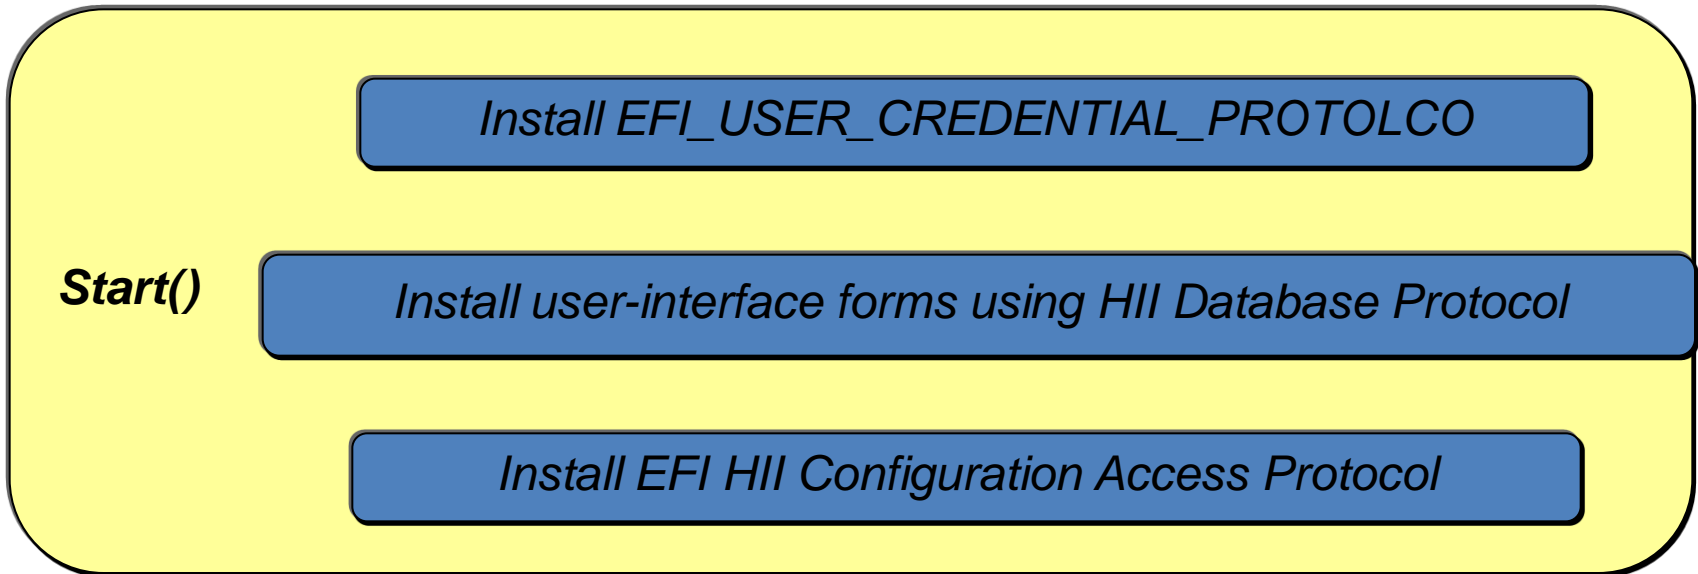 Install EFI_USER_CREDENTIAL_PROTOLCO
Start()
Install user-interface forms using HII Database Protocol
Install EFI HII Configuration Access Protocol